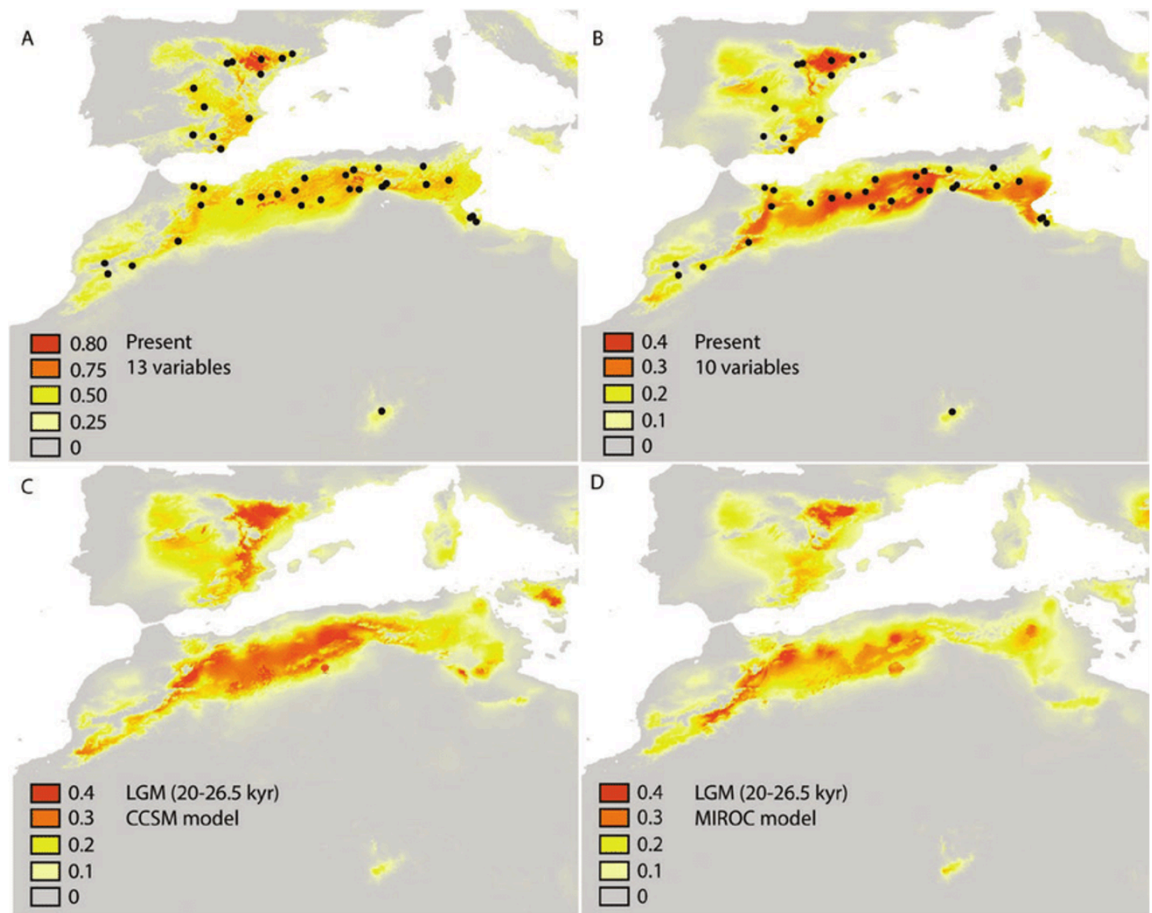 A
0.80 Present
0.75 13 variables
0.50
0.25
0
B
0.4 Present
0.3 10 variables
0.2
0.1
0
C
0.4 LGM (20-26.5 kyr)
0.3 CCSM model
0.2
0.1
0
D
0.4 LGM (20-26.5 kyr)
0.3 MIROC model
0.2
0.1
0